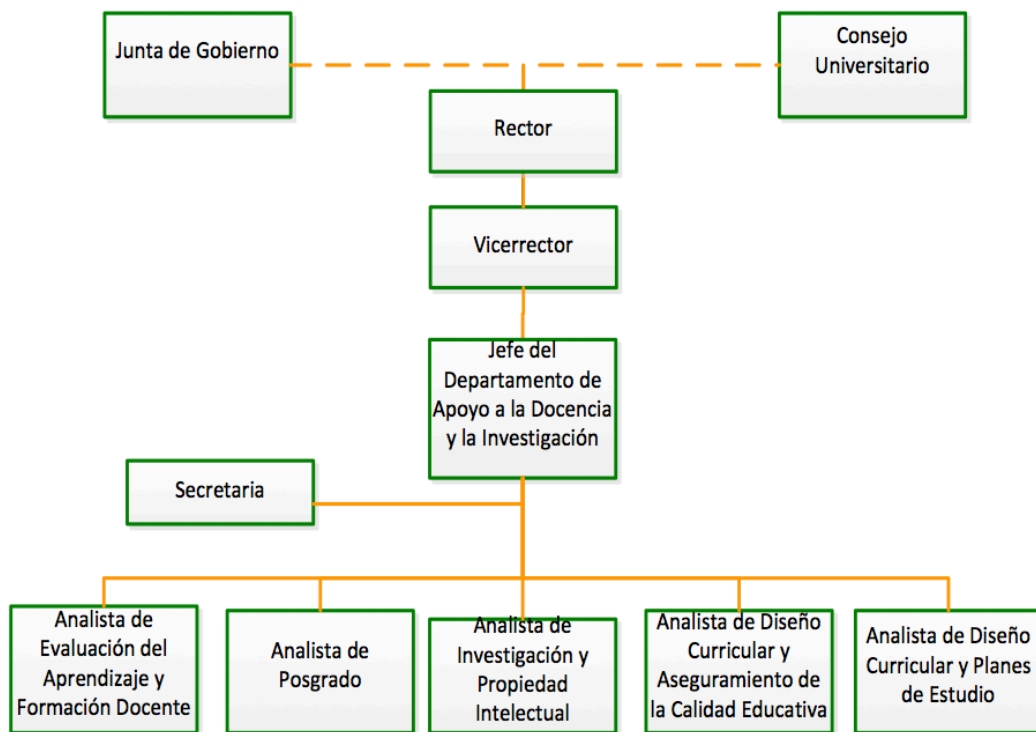 Junta de Gobierno
Consejo
Universitario
Rector
Vicerrector
Jefe del
Departamento de
Apoyo a la Docencia
y la Investigación
Secretaria
Analista de
Evaluación del
Aprendizaje y
Formación Docente
Analista de
Posgrado
Analista de
Investigación y
Propiedad
Intelectual
Analista de Diseño
Curricular y
Aseguramiento de
la Calidad Educativa
Analista de Diseño
Curricular y Planes
de Estudio